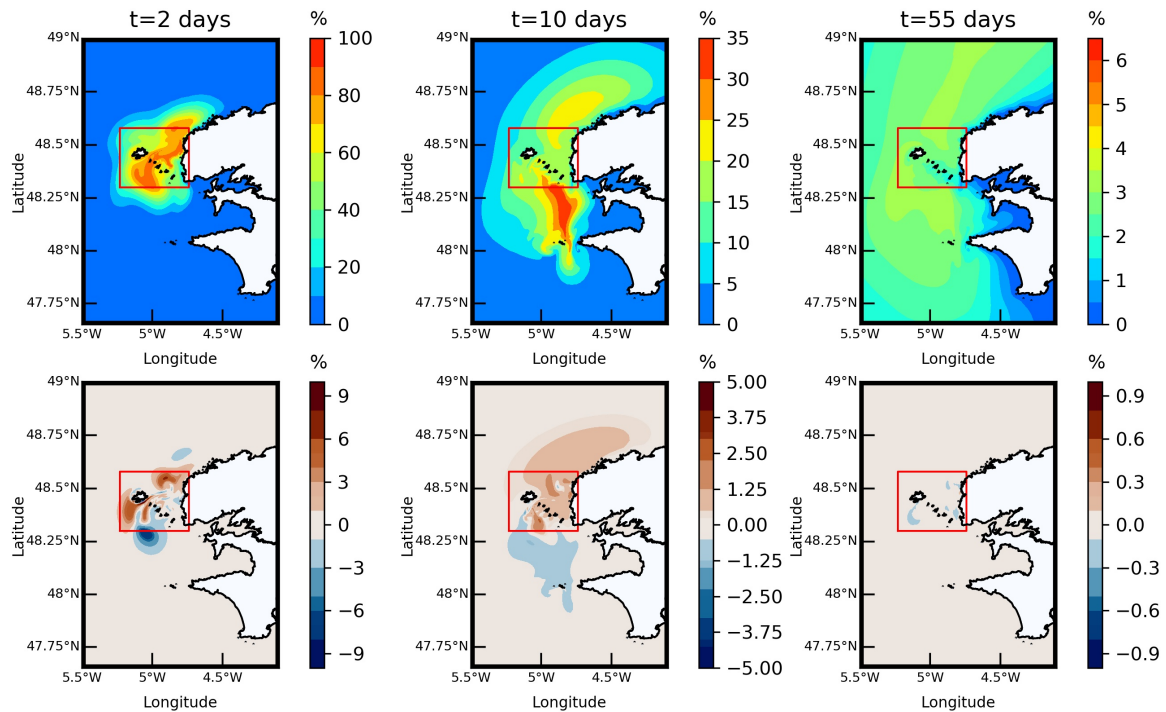 t=2 days % t=10 days % t=55 days %
49°N 100 49°N 35 49°N
48.75°N 80 48.75°N 30 48.75°N 6
48.5°N 60 48.5°N 25 48.5°N 5
Latitude Latitude 20 Latitude 4
48.25°N 40 48.25°N 15 48.25°N 3
48°N 20 48°N 10 48°N 2
47.75°N 47.75°N 5 47.75°N 1
0 0 0
5.5°W 5°W 4.5°W 5.5°W 5°W 4.5°W 5.5°W 5°W 4.5°W
Longitude Longitude Longitude
% % %
49°N 9 49°N 5.00 49°N 0.9
48.75°N 6 48.75°N 3.75 48.75°N 0.6
48.5°N 3 48.5°N 2.50 48.5°N 0.3
Latitude 0 Latitude 1.25 Latitude 0.0
48.25°N −3 48.25°N 0.00 48.25°N −0.3
48°N −6 48°N −1.25 48°N −0.6
47.75°N −9 47.75°N −2.50 47.75°N −0.9
−3.75
−5.00
5.5°W 5°W 4.5°W 5.5°W 5°W 4.5°W 5.5°W 5°W 4.5°W
Longitude Longitude Longitude